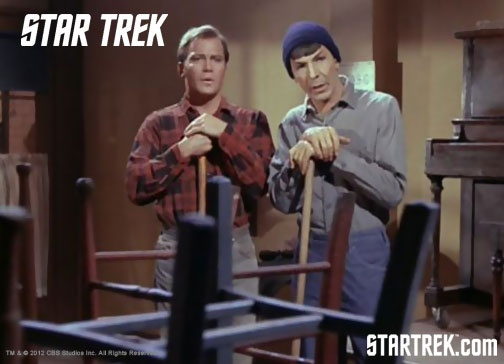 STAR TREK
TM & © 2012 CBS Studios Inc. All Rights Reserved
STARTREK.com